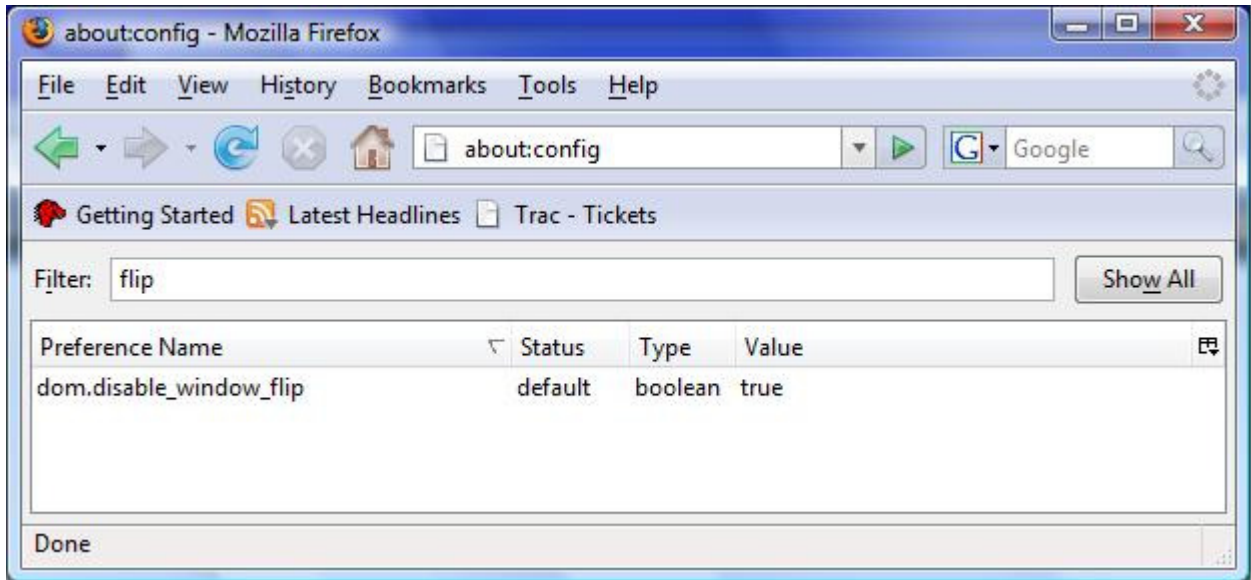 about:config - Mozilla Firefox
File Edit View History Bookmarks Tools Help
about:config G Google
Getting Started Latest Headlines Trac - Tickets
Filter: flip Show All
Preference Name Status Type Value
dom.disable_window_flip default boolean true
Done